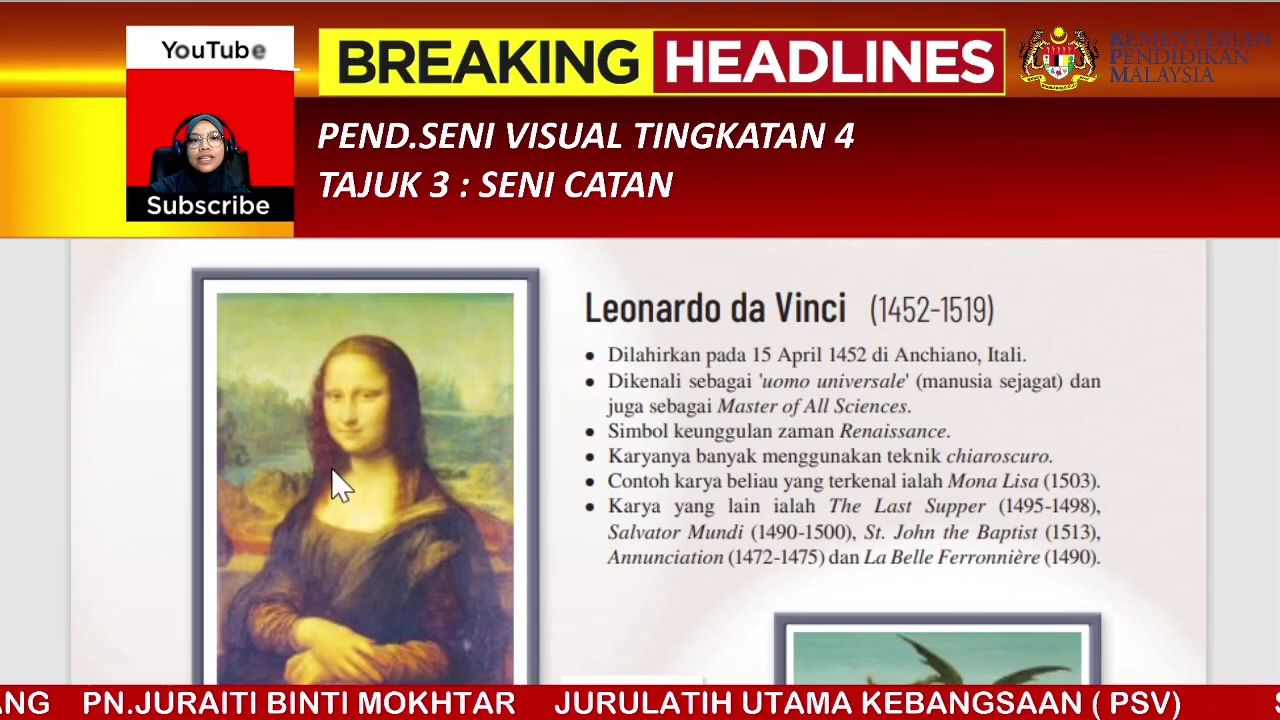 YouTube
BREAKING HEADLINES
KEMENTERIAN
PENDIDIKAN
MALAYSIA
PEND.SENI VISUAL TINGKATAN 4
TAJUK 3 : SENI CATAN
Subscribe
Leonardo da Vinci (1452-1519)
• Dilahirkan pada 15 April 1452 di Anchiano, Itali.
• Dikenali sebagai 'uomo universale' (manusia sejagat) dan
juga sebagai Master of All Sciences.
• Simbol keunggulan zaman Renaissance.
• Karyanya banyak menggunakan teknik chiaroscuro.
• Contoh karya beliau yang terkenal ialah Mona Lisa (1503).
• Karya yang lain ialah The Last Supper (1495-1498),
Salvator Mundi (1490-1500), St. John the Baptist (1513),
Annunciation (1472-1475) dan La Belle Ferronnière (1490).
ANG PN.JURAITI BINTI MOKHTAR JURULATIH UTAMA KEBANGSAAN ( PSV)